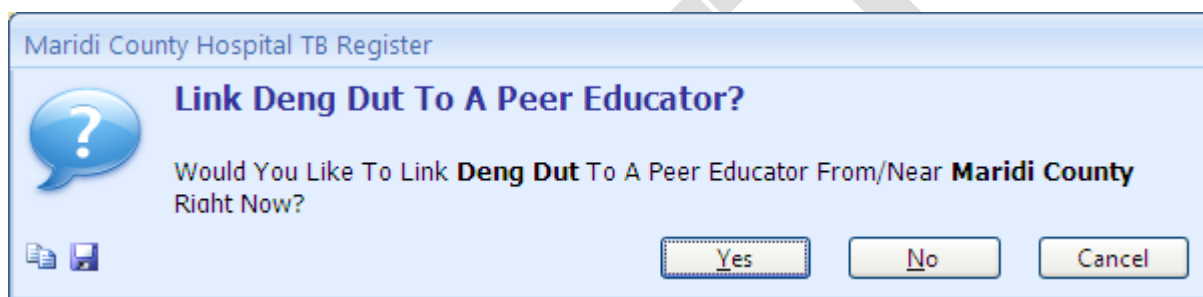 Maridi County Hospital TB Register
Link Deng Dut To A Peer Educator?
Would You Like To Link Deng Dut To A Peer Educator From/Near Maridi County
Right Now?
Yes No Cancel